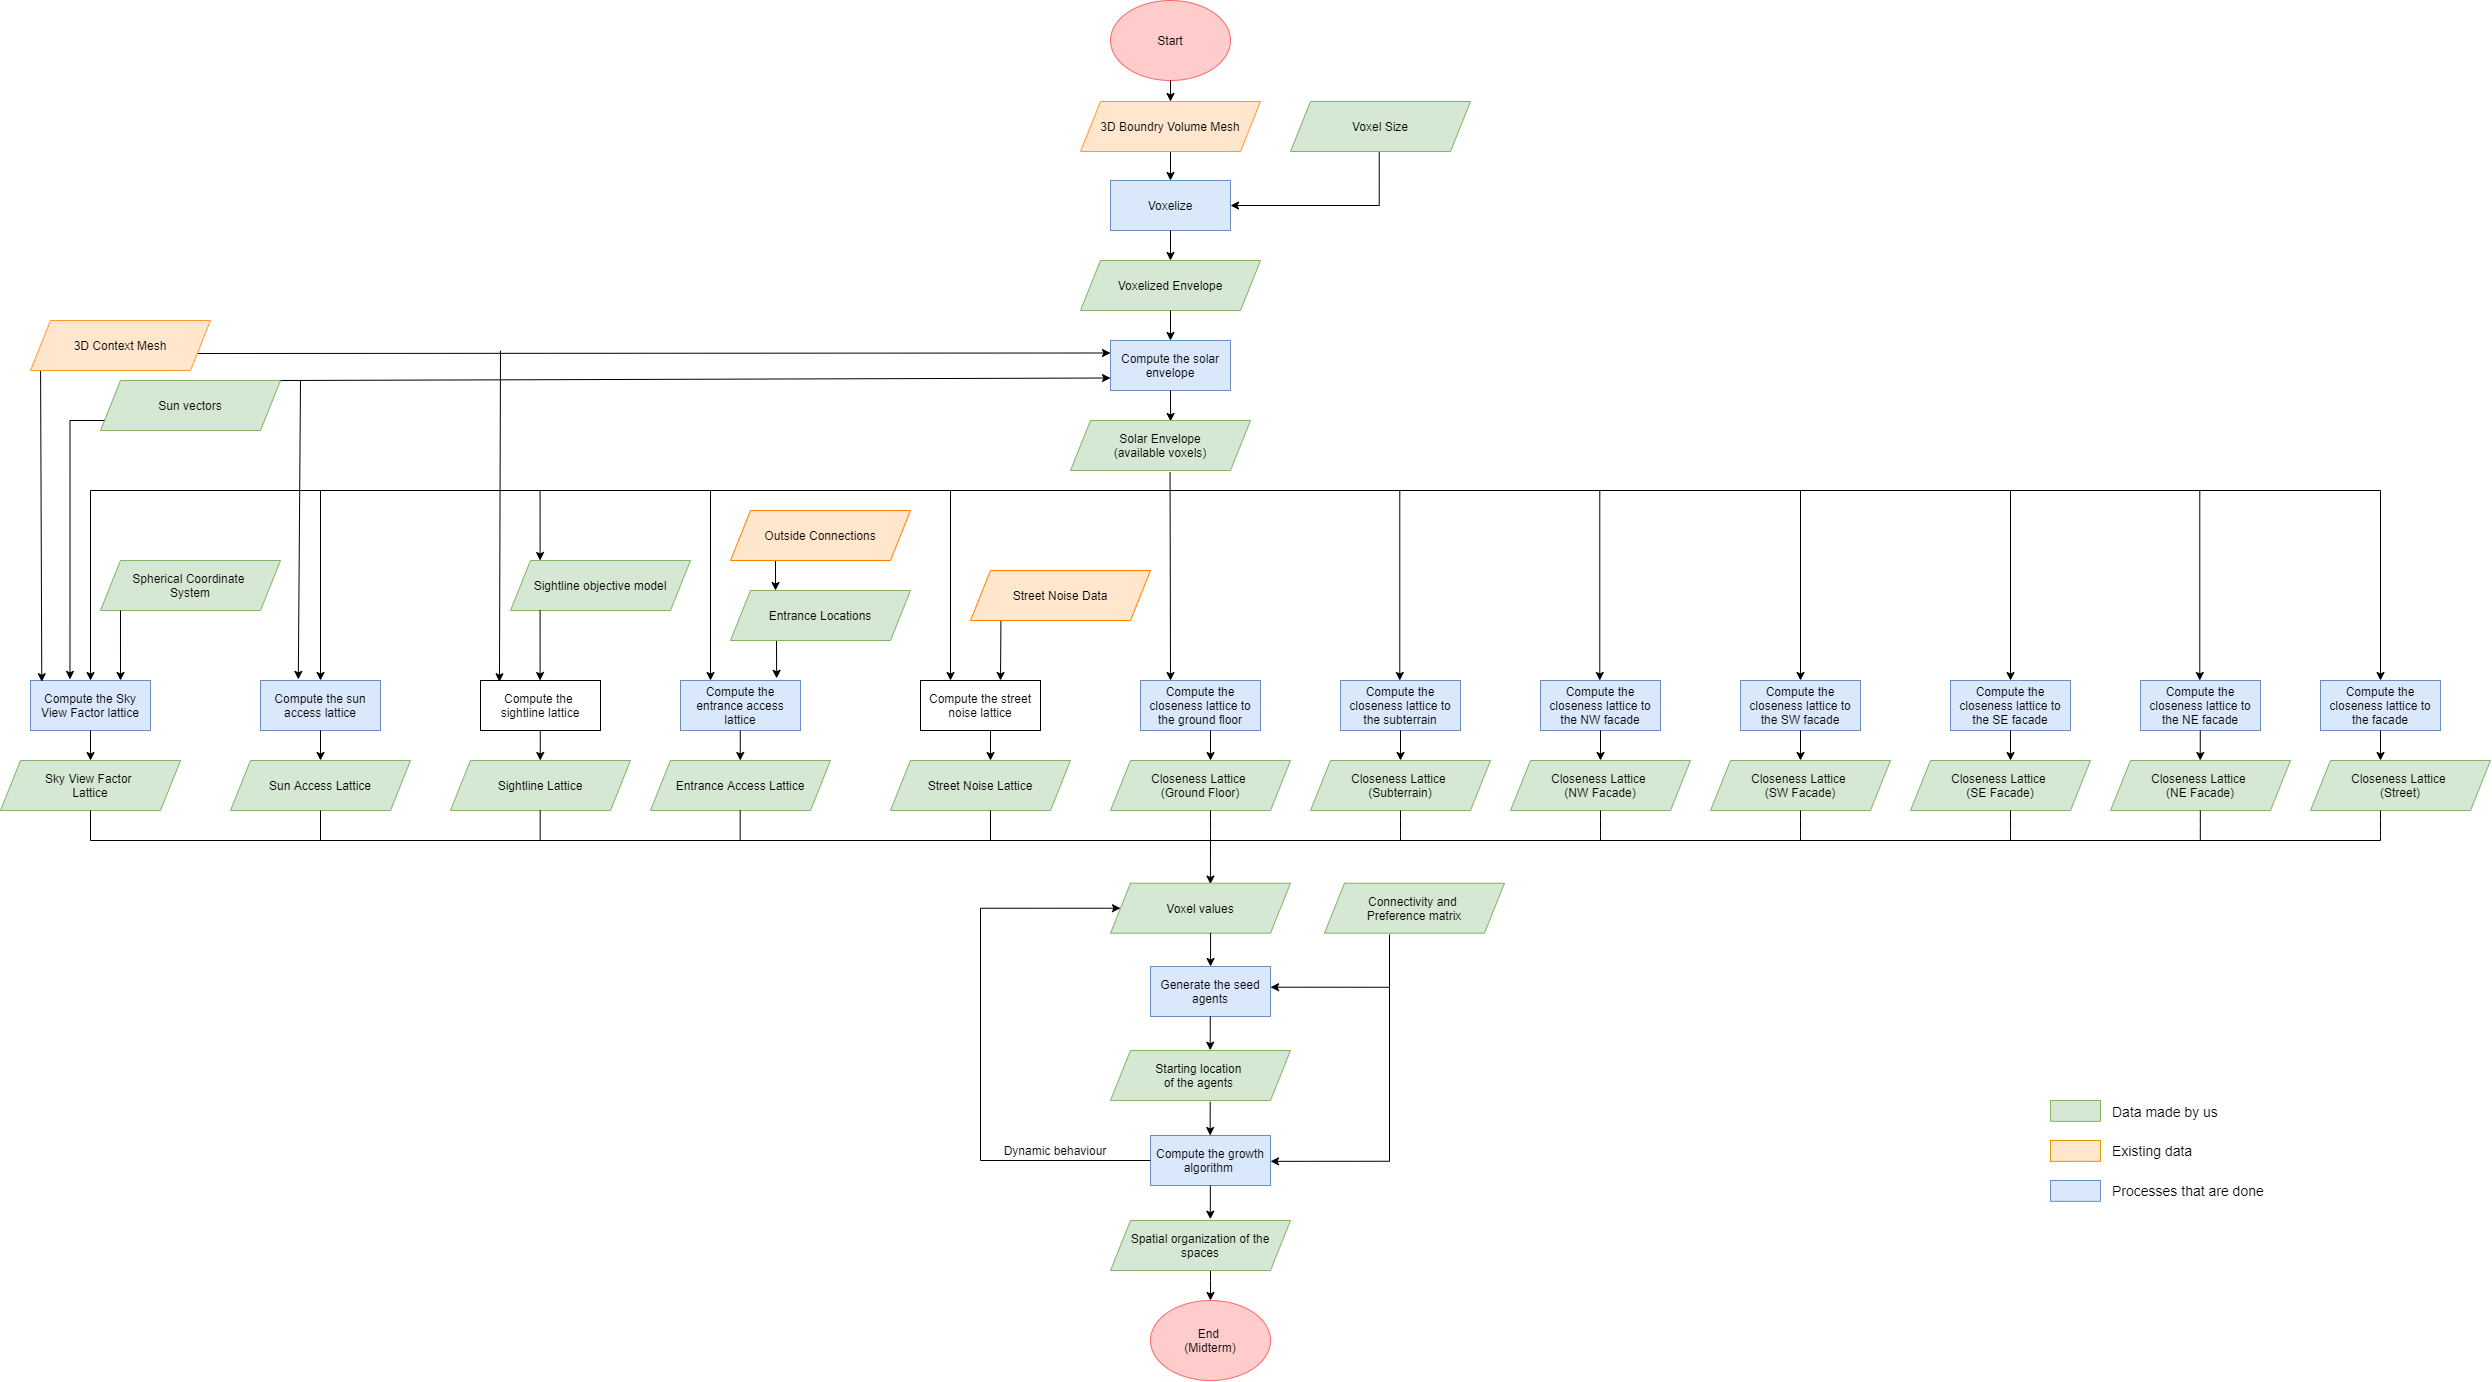 Start
3D Boundry Volume Mesh
Voxel Size
Voxelize
Voxelized Envelope
3D Context Mesh
Compute the solar
envelope
Sun vectors
Solar Envelope
(available voxels)
Outside Connections
Spherical Coordinate
System
Sightline objective model
Entrance Locations
Street Noise Data
Compute the Sky
View Factor lattice
Compute the sun
access lattice
Compute the
sightline lattice
Compute the
entrance access
lattice
Compute the street
noise lattice
Compute the
closeness lattice to
the ground floor
Compute the
closeness lattice to
the subterrain
Compute the
closeness lattice to
the NW facade
Compute the
closeness lattice to
the SW facade
Compute the
closeness lattice to
the SE facade
Compute the
closeness lattice to
the NE facade
Compute the
closeness lattice to
the facade
Sky View Factor
Lattice
Sun Access Lattice
Sightline Lattice
Entrance Access Lattice
Street Noise Lattice
Closeness Lattice
(Ground Floor)
Closeness Lattice
(Subterrain)
Closeness Lattice
(NW Facade)
Closeness Lattice
(SW Facade)
Closeness Lattice
(SE Facade)
Closeness Lattice
(NE Facade)
Closeness Lattice
(Street)
Voxel values
Connectivity and
Preference matrix
Generate the seed
agents
Starting location
of the agents
Dynamic behaviour
Compute the growth
algorithm
Spatial organization of the
spaces
End
(Midterm)
Data made by us
Existing data
Processes that are done